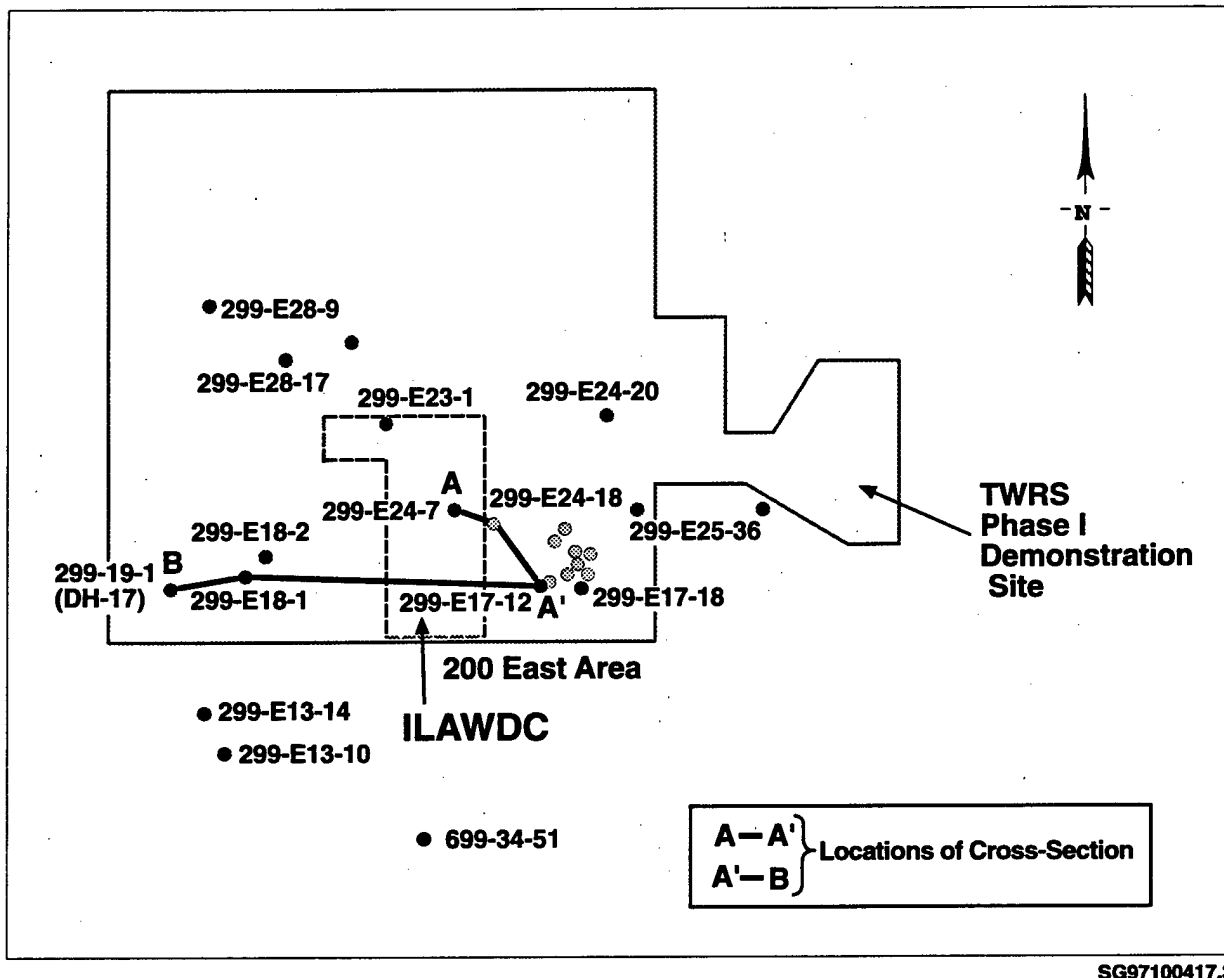 N
299-E28-9
299-E28-17
299-E23-1
299-E24-20
A
299-E24-18
299-E24-7
299-E25-36
TWRS
Phase I
Demonstration
Site
299-E18-2
B
299-19-1
(DH-17)
299-E18-1
299-E17-12
A'
299-E17-18
200 East Area
ILAWDC
299-E13-14
299-E13-10
699-34-51
A — A'
A' — B
Locations of Cross-Section